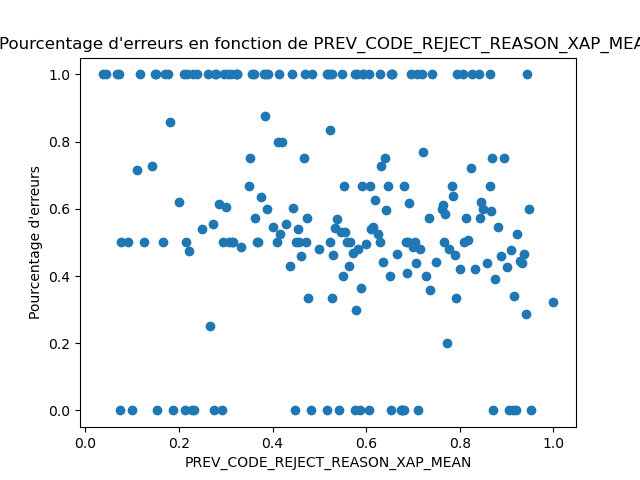 Pourcentage d'erreurs en fonction de PREV_CODE_REJECT_REASON_XAP_MEA
Pourcentage d'erreurs
1.0
0.8
0.6
0.4
0.2
0.0
0.0 0.2 0.4 0.6 0.8 1.0
PREV_CODE_REJECT_REASON_XAP_MEAN